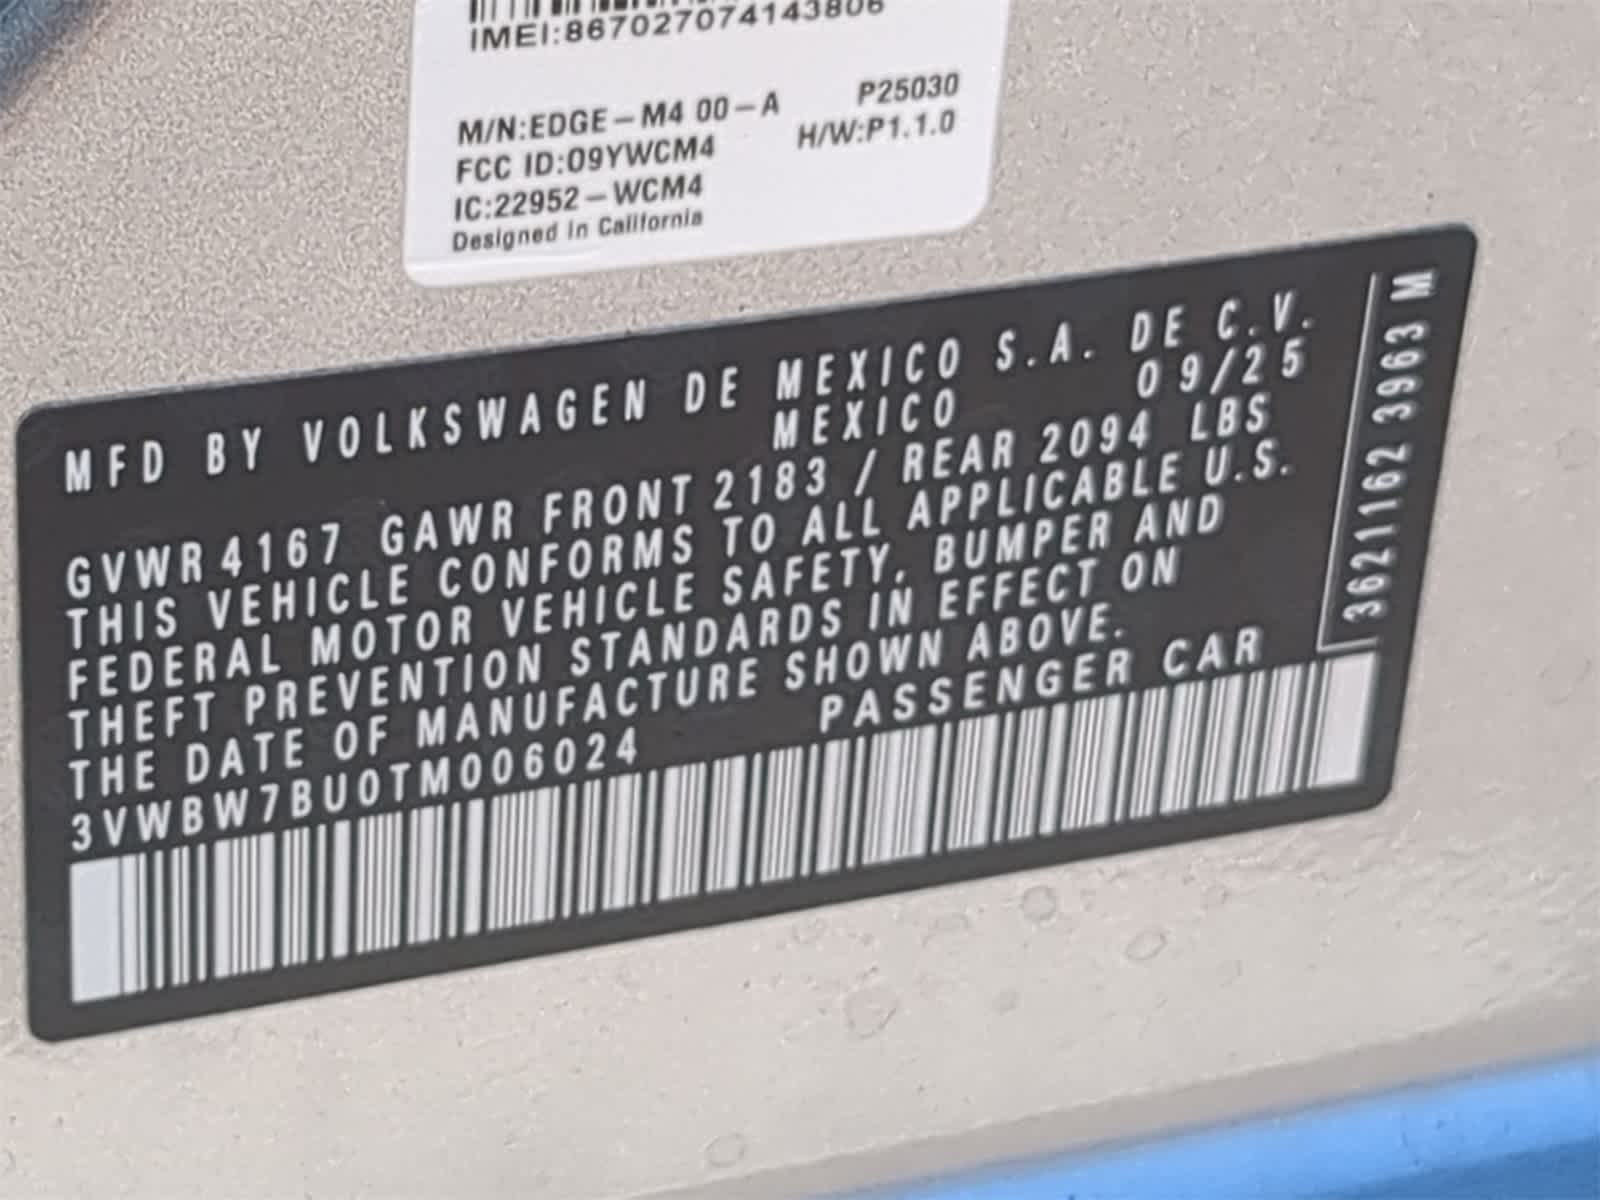 IMEI:867027074143806
M/N:EDGE-M4 00-A P25030
FCC ID:O9YWCM4 H/W:P1.1.0
IC:22952-WCM4
Designed in California
MFD BY VOLKSWAGEN DE MEXICO S.A. DE C.V.
MEXICO 09/25
GVWR 4167 GAWR FRONT 2183 / REAR 2094 LBS
THIS VEHICLE CONFORMS TO ALL APPLICABLE U.S.
FEDERAL MOTOR VEHICLE SAFETY, BUMPER AND
THEFT PREVENTION STANDARDS IN EFFECT ON
THE DATE OF MANUFACTURE SHOWN ABOVE.
3VWBW7BU0TM006024 PASSENGER CAR
3621162 3963 M